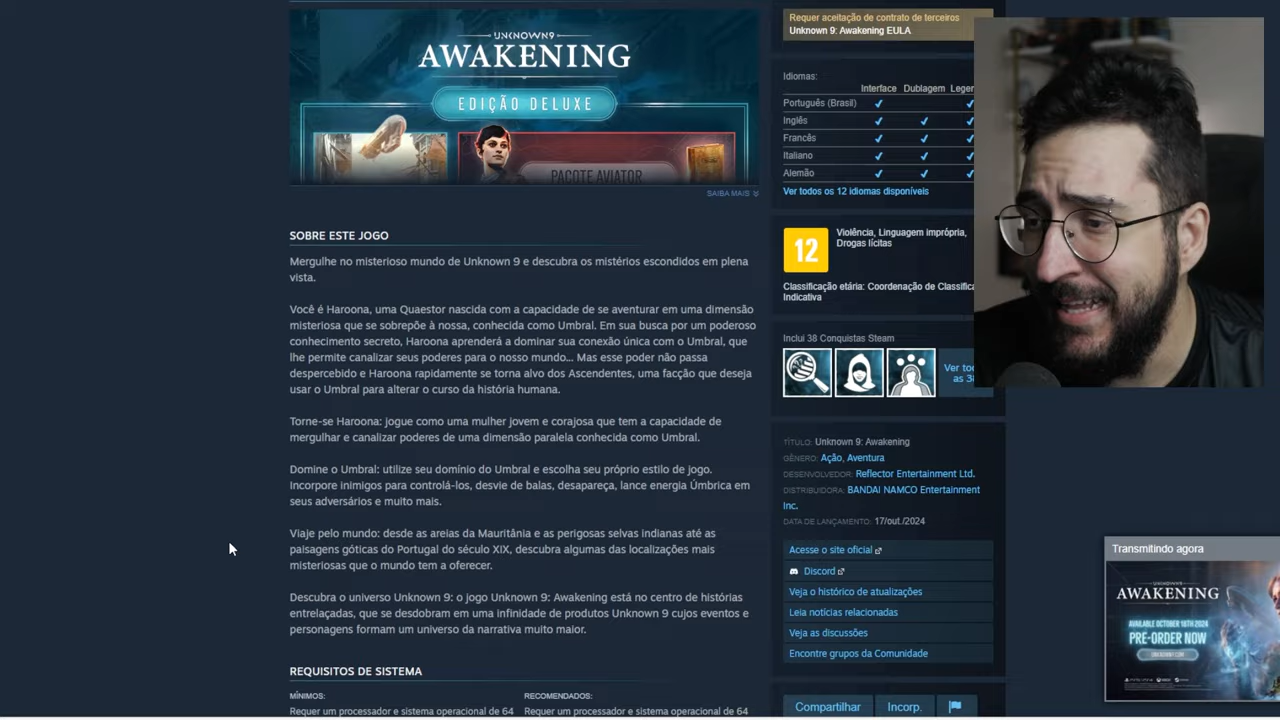 UNKNOWN9
AWAKENING
EDIÇÃO DELUXE
PACOTE AVIATOR
SAIBA MAIS
SOBRE ESTE JOGO
Mergulhe no misterioso mundo de Unknown 9 e descubra os mistérios escondidos em plena
vista.
Você é Haroona, uma Quaestor nascida com a capacidade de se aventurar em uma dimensão
misteriosa que se sobrepõe à nossa, conhecida como Umbral. Em sua busca por um poderoso
conhecimento secreto, Haroona aprenderá a dominar sua conexão única com o Umbral, que
lhe permite canalizar seus poderes para o nosso mundo... Mas esse poder não passa
despercebido e Haroona rapidamente se torna alvo dos Ascendentes, uma facção que deseja
usar o Umbral para alterar o curso da história humana.
Torne-se Haroona: jogue como uma mulher jovem e corajosa que tem a capacidade de
mergulhar e canalizar poderes de uma dimensão paralela conhecida como Umbral.
Domine o Umbral: utilize seu domínio do Umbral e escolha seu próprio estilo de jogo.
Incorpore inimigos para controlá-los, desvie de balas, desapareça, lance energia Úmbrica em
seus adversários e muito mais.
Viaje pelo mundo: desde as areias da Mauritânia e as perigosas selvas indianas até as
paisagens góticas do Portugal do século XIX, descubra algumas das localizações mais
misteriosas que o mundo tem a oferecer.
Descubra o universo Unknown 9: o jogo Unknown 9: Awakening está no centro de histórias
entrelaçadas, que se desdobram em uma infinidade de produtos Unknown 9 cujos eventos e
personagens formam um universo da narrativa muito maior.
REQUISITOS DE SISTEMA
MÍNIMOS: RECOMENDADOS:
Requer um processador e sistema operacional de 64 Requer um processador e sistema operacional de 64
Requer aceitação de contrato de terceiros
Unknown 9: Awakening EULA
Idiomas:
Interface Dublagem Legen
Português (Brasil) ✔ ✔
Inglês ✔ ✔ ✔
Francês ✔ ✔ ✔
Italiano ✔ ✔ ✔
Alemão ✔ ✔ ✔
Ver todos os 12 idiomas disponíveis
12
Violência, Linguagem imprópria,
Drogas lícitas
Classificação etária: Coordenação de Classifica
Indicativa
Inclui 38 Conquistas Steam
Ver to
as 3
TÍTULO: Unknown 9: Awakening
GÊNERO: Ação, Aventura
DESENVOLVEDOR: Reflector Entertainment Ltd.
DISTRIBUIDORA: BANDAI NAMCO Entertainment
Inc.
DATA DE LANÇAMENTO: 17/out./2024
Acesse o site oficial
Discord
Veja o histórico de atualizações
Leia notícias relacionadas
Veja as discussões
Encontre grupos da Comunidade
Compartilhar Incorp.
Transmitindo agora
UNKNOWN9
AWAKENING
AVAILABLE OCTOBER 18TH 2024
PRE-ORDER NOW